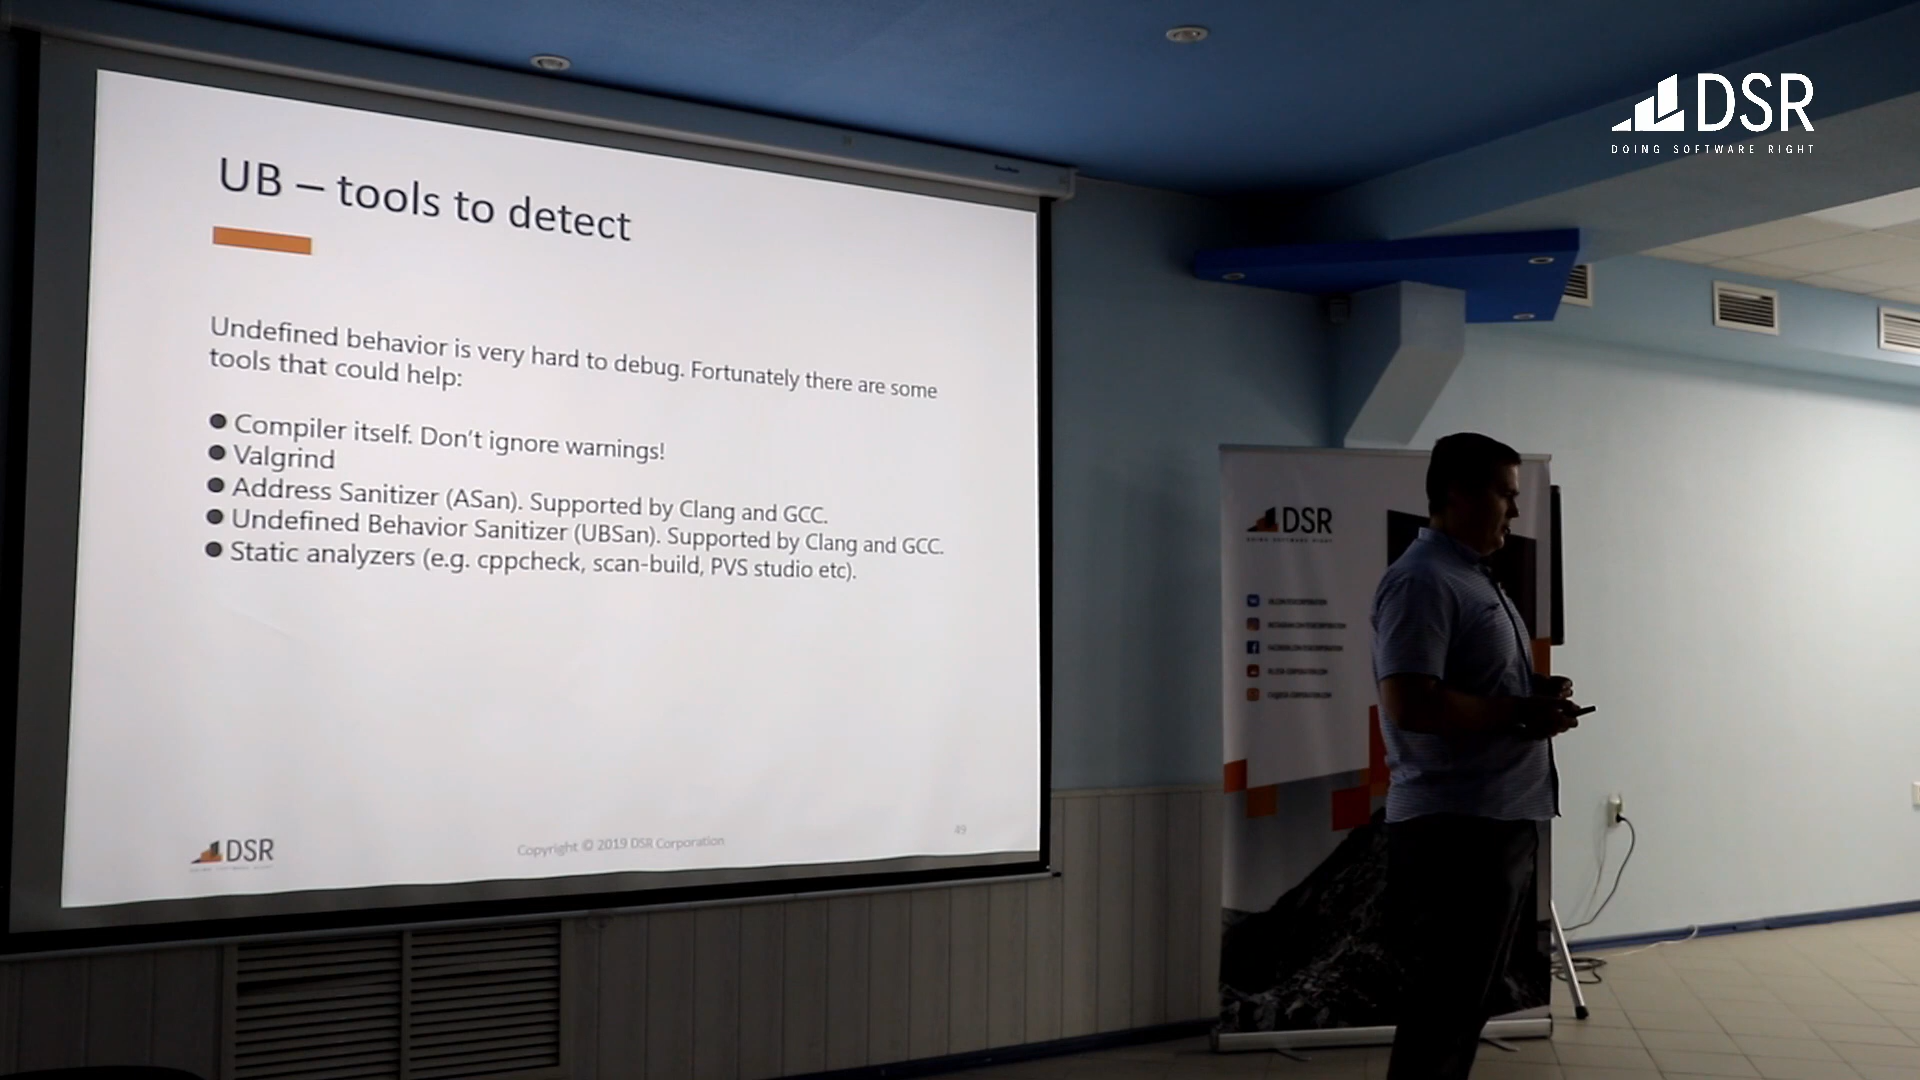 UB – tools to detect
Undefined behavior is very hard to debug. Fortunately there are some
tools that could help:
Compiler itself. Don't ignore warnings!
Valgrind
Address Sanitizer (ASan). Supported by Clang and GCC.
Undefined Behavior Sanitizer (UBSan). Supported by Clang and GCC.
Static analyzers (e.g. cppcheck, scan-build, PVS studio etc).
DSR
Copyright © 2019 DSR Corporation
49
DSR
DOING SOFTWARE RIGHT
DSR
DOING SOFTWARE RIGHT